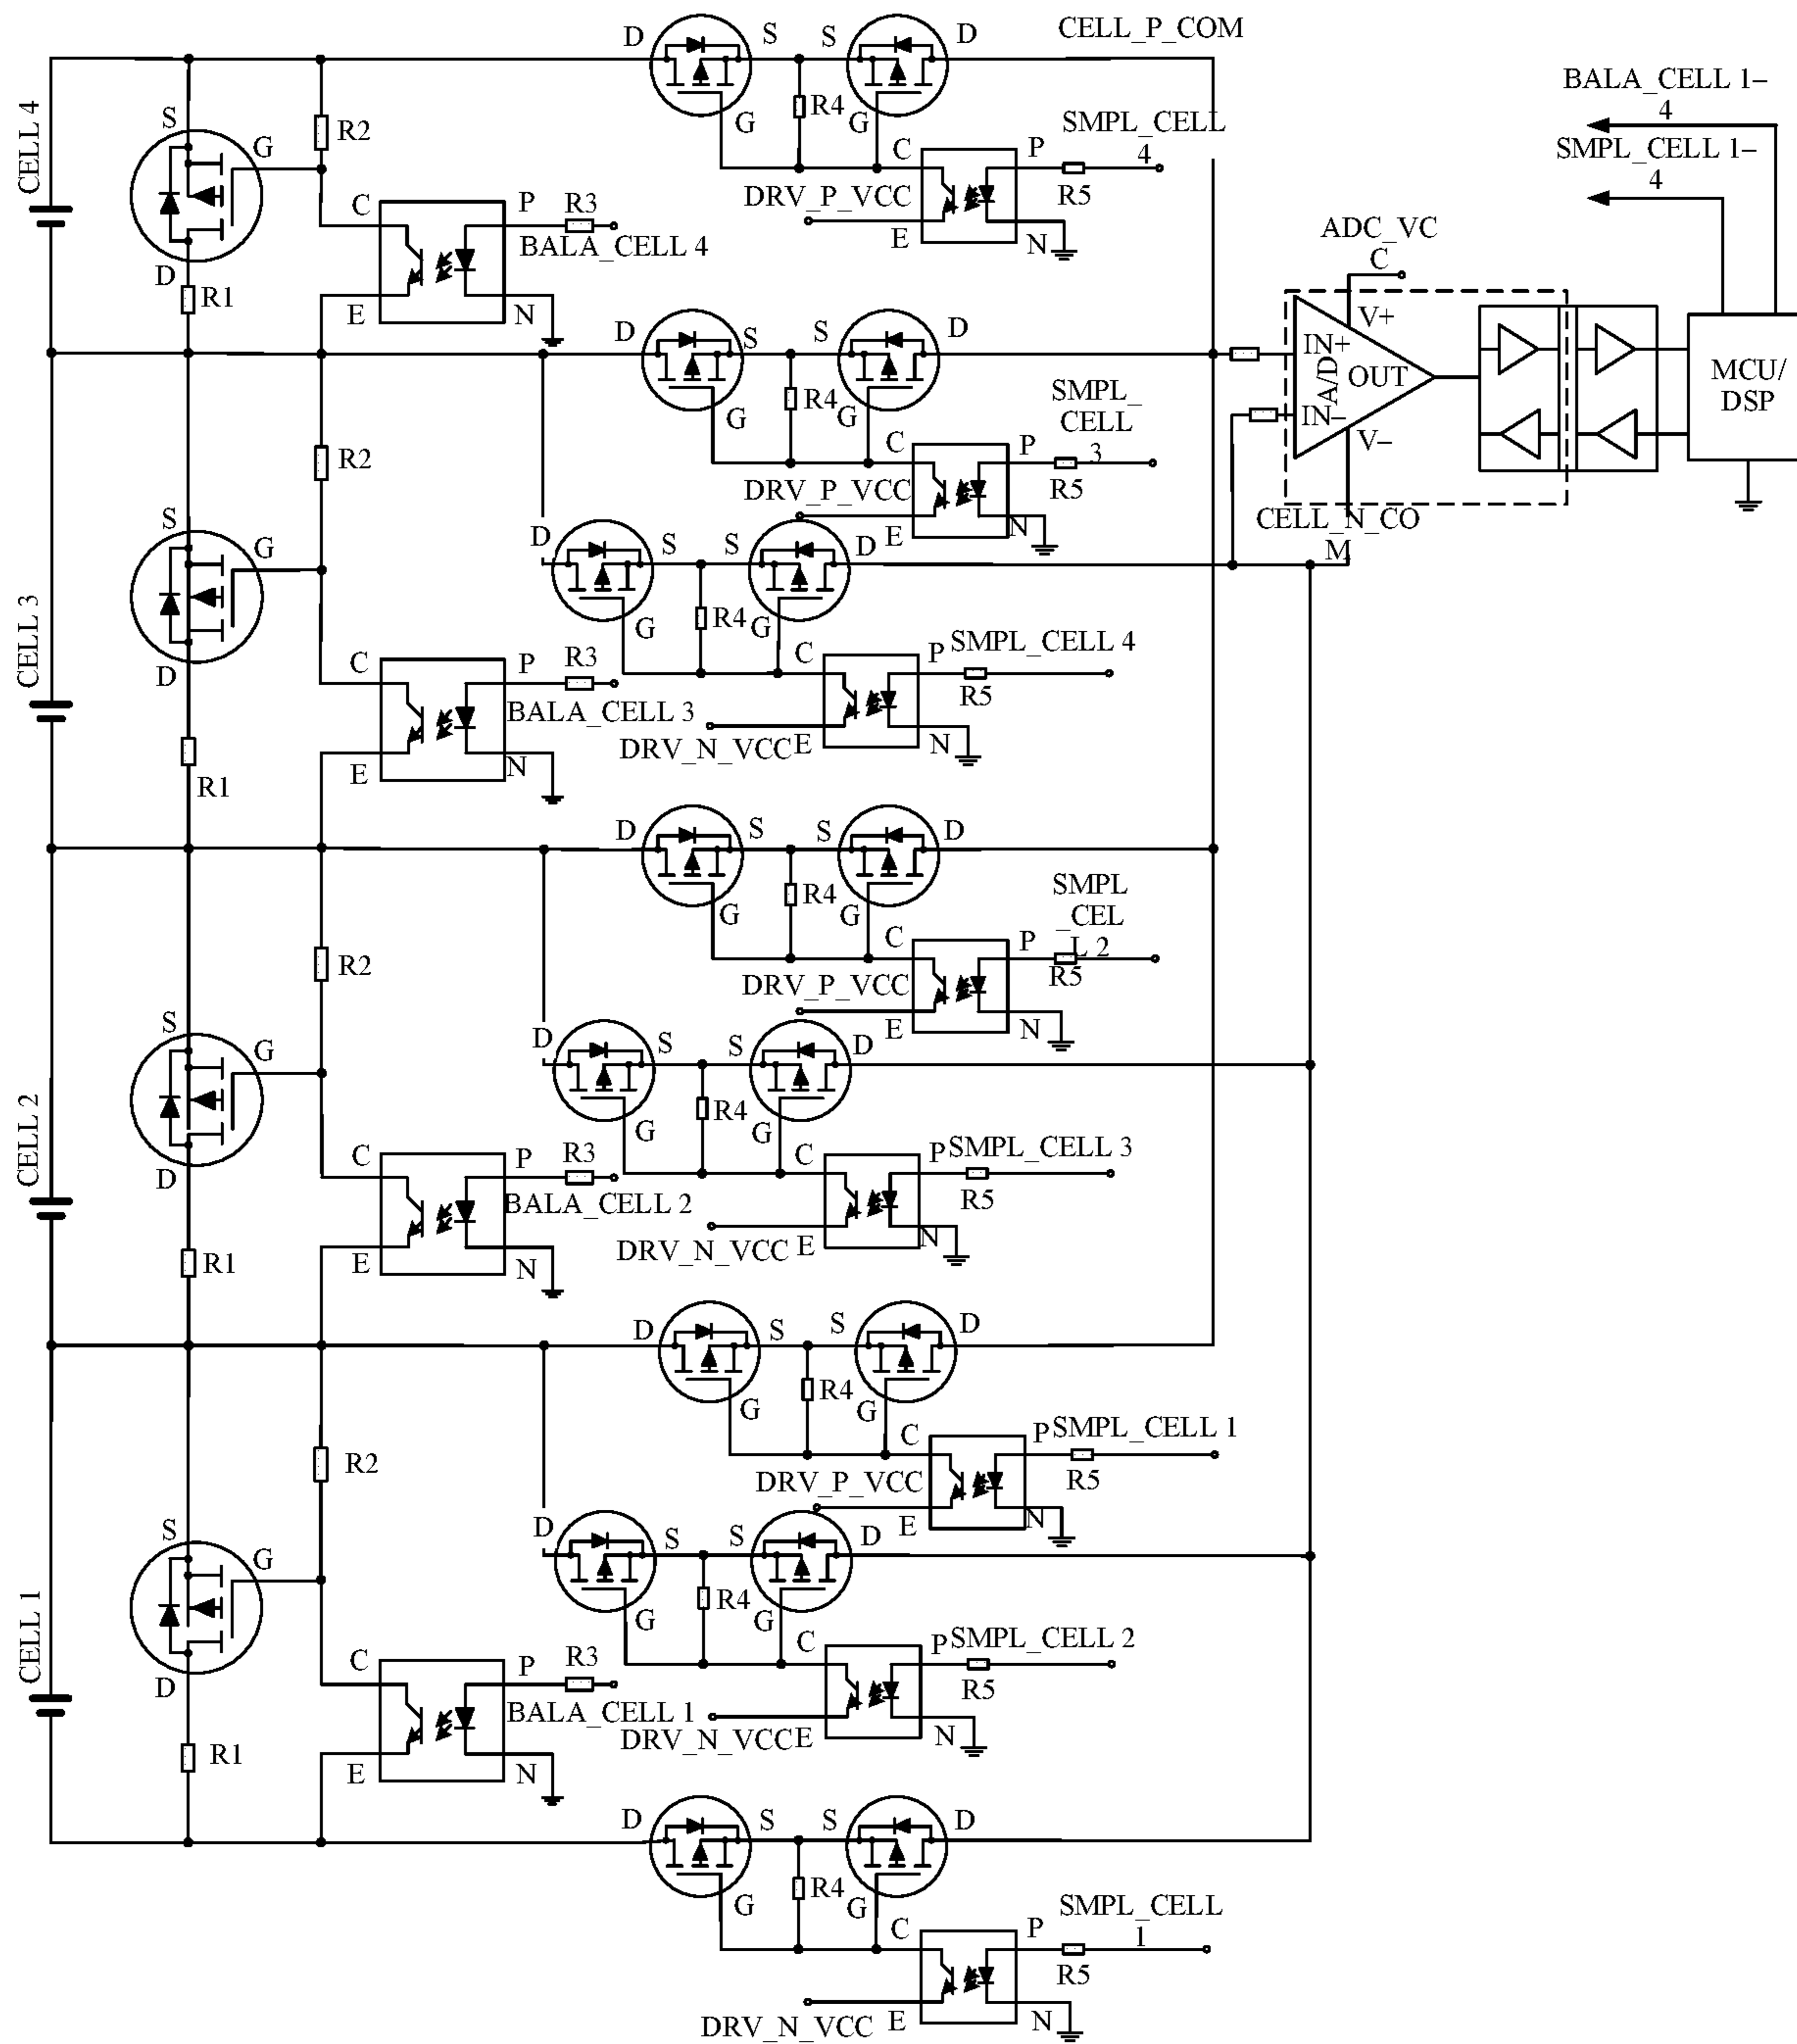 CELL_P_COM
D
S
S
D
BALA_CELL 1–
4
SMPL_CELL 1–
4
CELL 4
S
G
R2
R4
G
G
SMPL_CELL
4
C
P
R5
DRV_P_VCC
E
N
C
P
R3
BALA_CELL 4
D
R1
E
N
ADC_VC
C
V+
IN+
A/D
OUT
IN–
V–
MCU/
DSP
CELL_N_CO
M
D
S
S
D
R4
G
G
SMPL_
CELL
3
R2
C
P
R5
DRV_P_VCC
E
N
CELL 3
S
G
D
S
S
D
R4
G
G
SMPL_CELL 4
C
P
R5
DRV_N_VCC
E
N
D
C
P
R3
BALA_CELL 3
R1
E
N
D
S
S
D
R4
G
G
SMPL
_CEL
L 2
R2
C
P
R5
DRV_P_VCC
E
N
CELL 2
S
G
D
S
S
D
R4
G
G
SMPL_CELL 3
C
P
R5
DRV_N_VCC
E
N
D
C
P
R3
BALA_CELL 2
R1
E
N
D
S
S
D
R4
G
G
SMPL_CELL 1
R2
C
P
R5
DRV_P_VCC
E
N
CELL 1
S
G
D
S
S
D
R4
G
G
SMPL_CELL 2
C
P
R5
DRV_N_VCC
E
N
D
C
P
R3
BALA_CELL 1
R1
E
N
D
S
S
D
R4
G
G
SMPL_CELL
1
C
P
R5
DRV_N_VCC
E
N